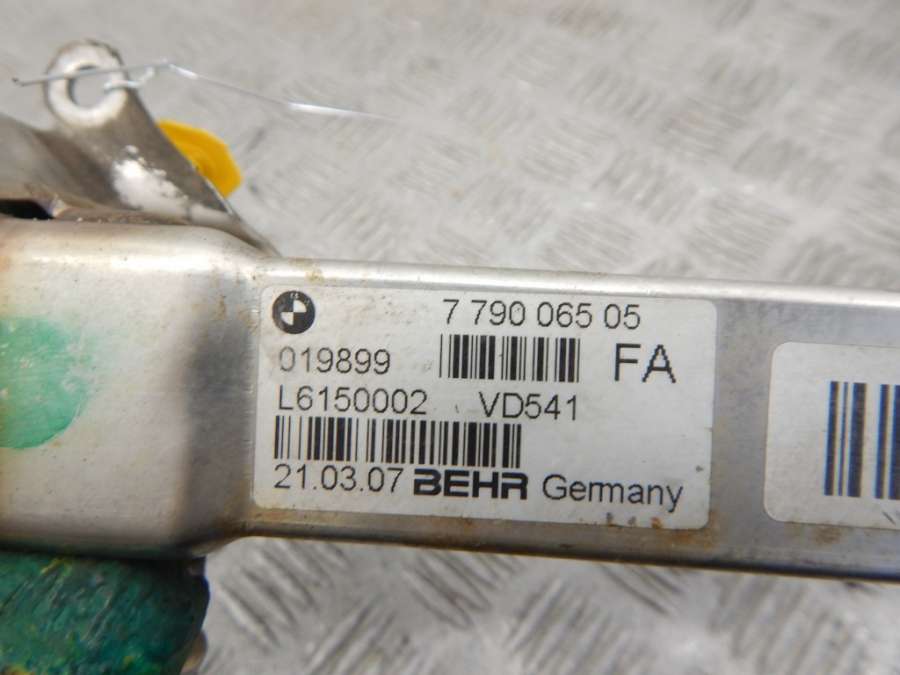 7 790 065 05
019899 FA
L6150002 VD541
21.03.07 BEHR Germany